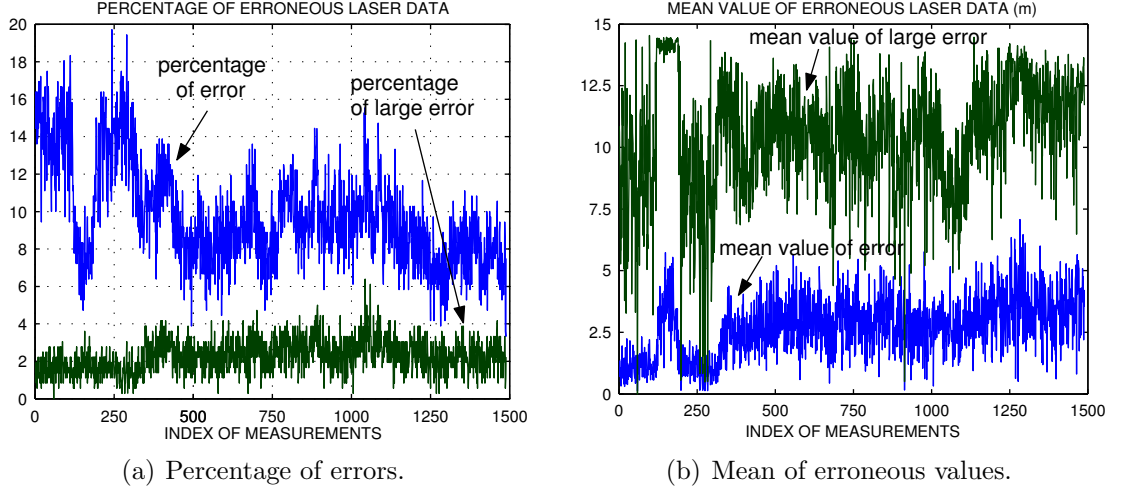 PERCENTAGE OF ERRONEOUS LASER DATA
20
18
16
14
12
10
8
6
4
2
0
percentage
of error
percentage
of large error
0 250 500 750 1000 1250 1500
INDEX OF MEASUREMENTS
(a) Percentage of errors.
MEAN VALUE OF ERRONEOUS LASER DATA (m)
15
12.5
10
7.5
5
2.5
0
mean value of large error
mean value of error
0 250 500 750 1000 1250 1500
INDEX OF MEASUREMENTS
(b) Mean of erroneous values.